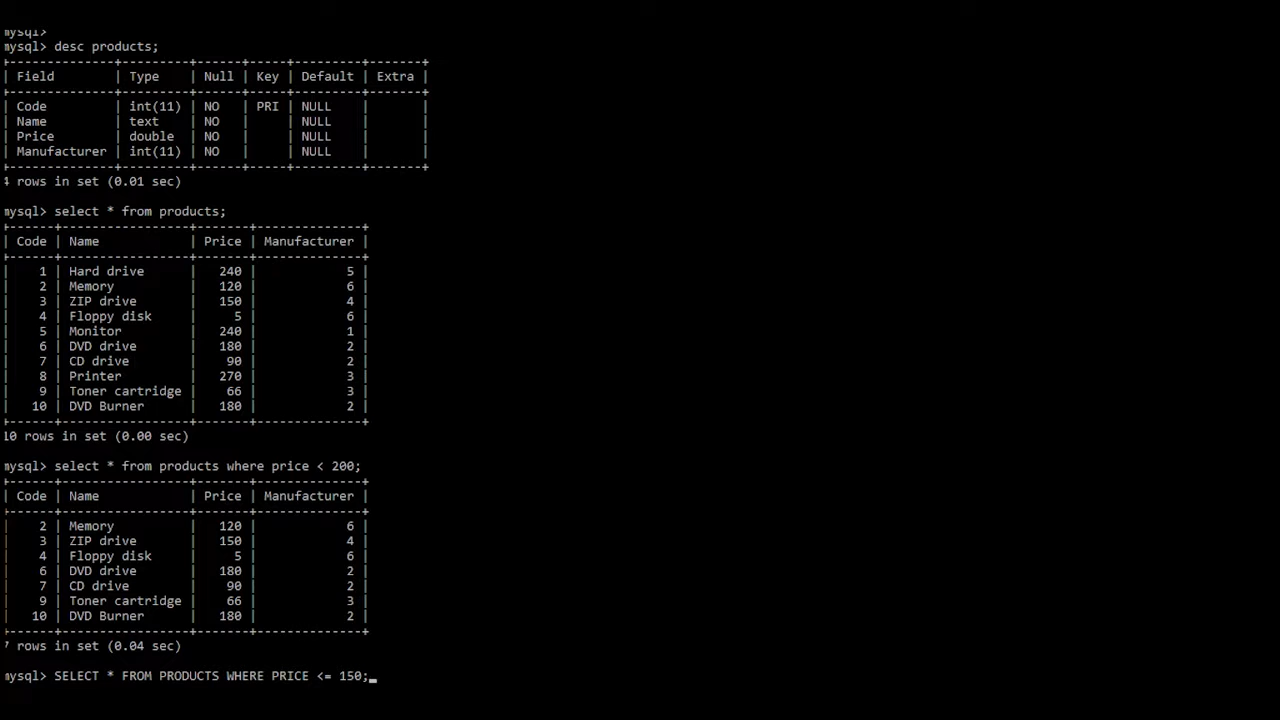 mysql>
mysql> desc products;
+--------------+---------+------+-----+---------+-------+
| Field        | Type    | Null | Key | Default | Extra |
+--------------+---------+------+-----+---------+-------+
| Code         | int(11) | NO   | PRI | NULL    |       |
| Name         | text    | NO   |     | NULL    |       |
| Price        | double  | NO   |     | NULL    |       |
| Manufacturer | int(11) | NO   |     | NULL    |       |
+--------------+---------+------+-----+---------+-------+
4 rows in set (0.01 sec)
mysql> select * from products;
+------+-----------------+-------+--------------+
| Code | Name            | Price | Manufacturer |
+------+-----------------+-------+--------------+
|    1 | Hard drive      |   240 |            5 |
|    2 | Memory          |   120 |            6 |
|    3 | ZIP drive       |   150 |            4 |
|    4 | Floppy disk     |     5 |            6 |
|    5 | Monitor         |   240 |            1 |
|    6 | DVD drive       |   180 |            2 |
|    7 | CD drive        |    90 |            2 |
|    8 | Printer         |   270 |            3 |
|    9 | Toner cartridge |    66 |            3 |
|   10 | DVD Burner      |   180 |            2 |
+------+-----------------+-------+--------------+
10 rows in set (0.00 sec)
mysql> select * from products where price < 200;
+------+-----------------+-------+--------------+
| Code | Name            | Price | Manufacturer |
+------+-----------------+-------+--------------+
|    2 | Memory          |   120 |            6 |
|    3 | ZIP drive       |   150 |            4 |
|    4 | Floppy disk     |     5 |            6 |
|    6 | DVD drive       |   180 |            2 |
|    7 | CD drive        |    90 |            2 |
|    9 | Toner cartridge |    66 |            3 |
|   10 | DVD Burner      |   180 |            2 |
+------+-----------------+-------+--------------+
7 rows in set (0.04 sec)
mysql> SELECT * FROM PRODUCTS WHERE PRICE <= 150;